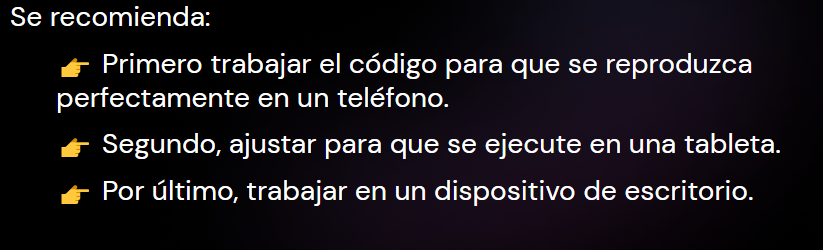 Se recomienda:
👉 Primero trabajar el código para que se reproduzca
perfectamente en un teléfono.
👉 Segundo, ajustar para que se ejecute en una tableta.
👉 Por último, trabajar en un dispositivo de escritorio.